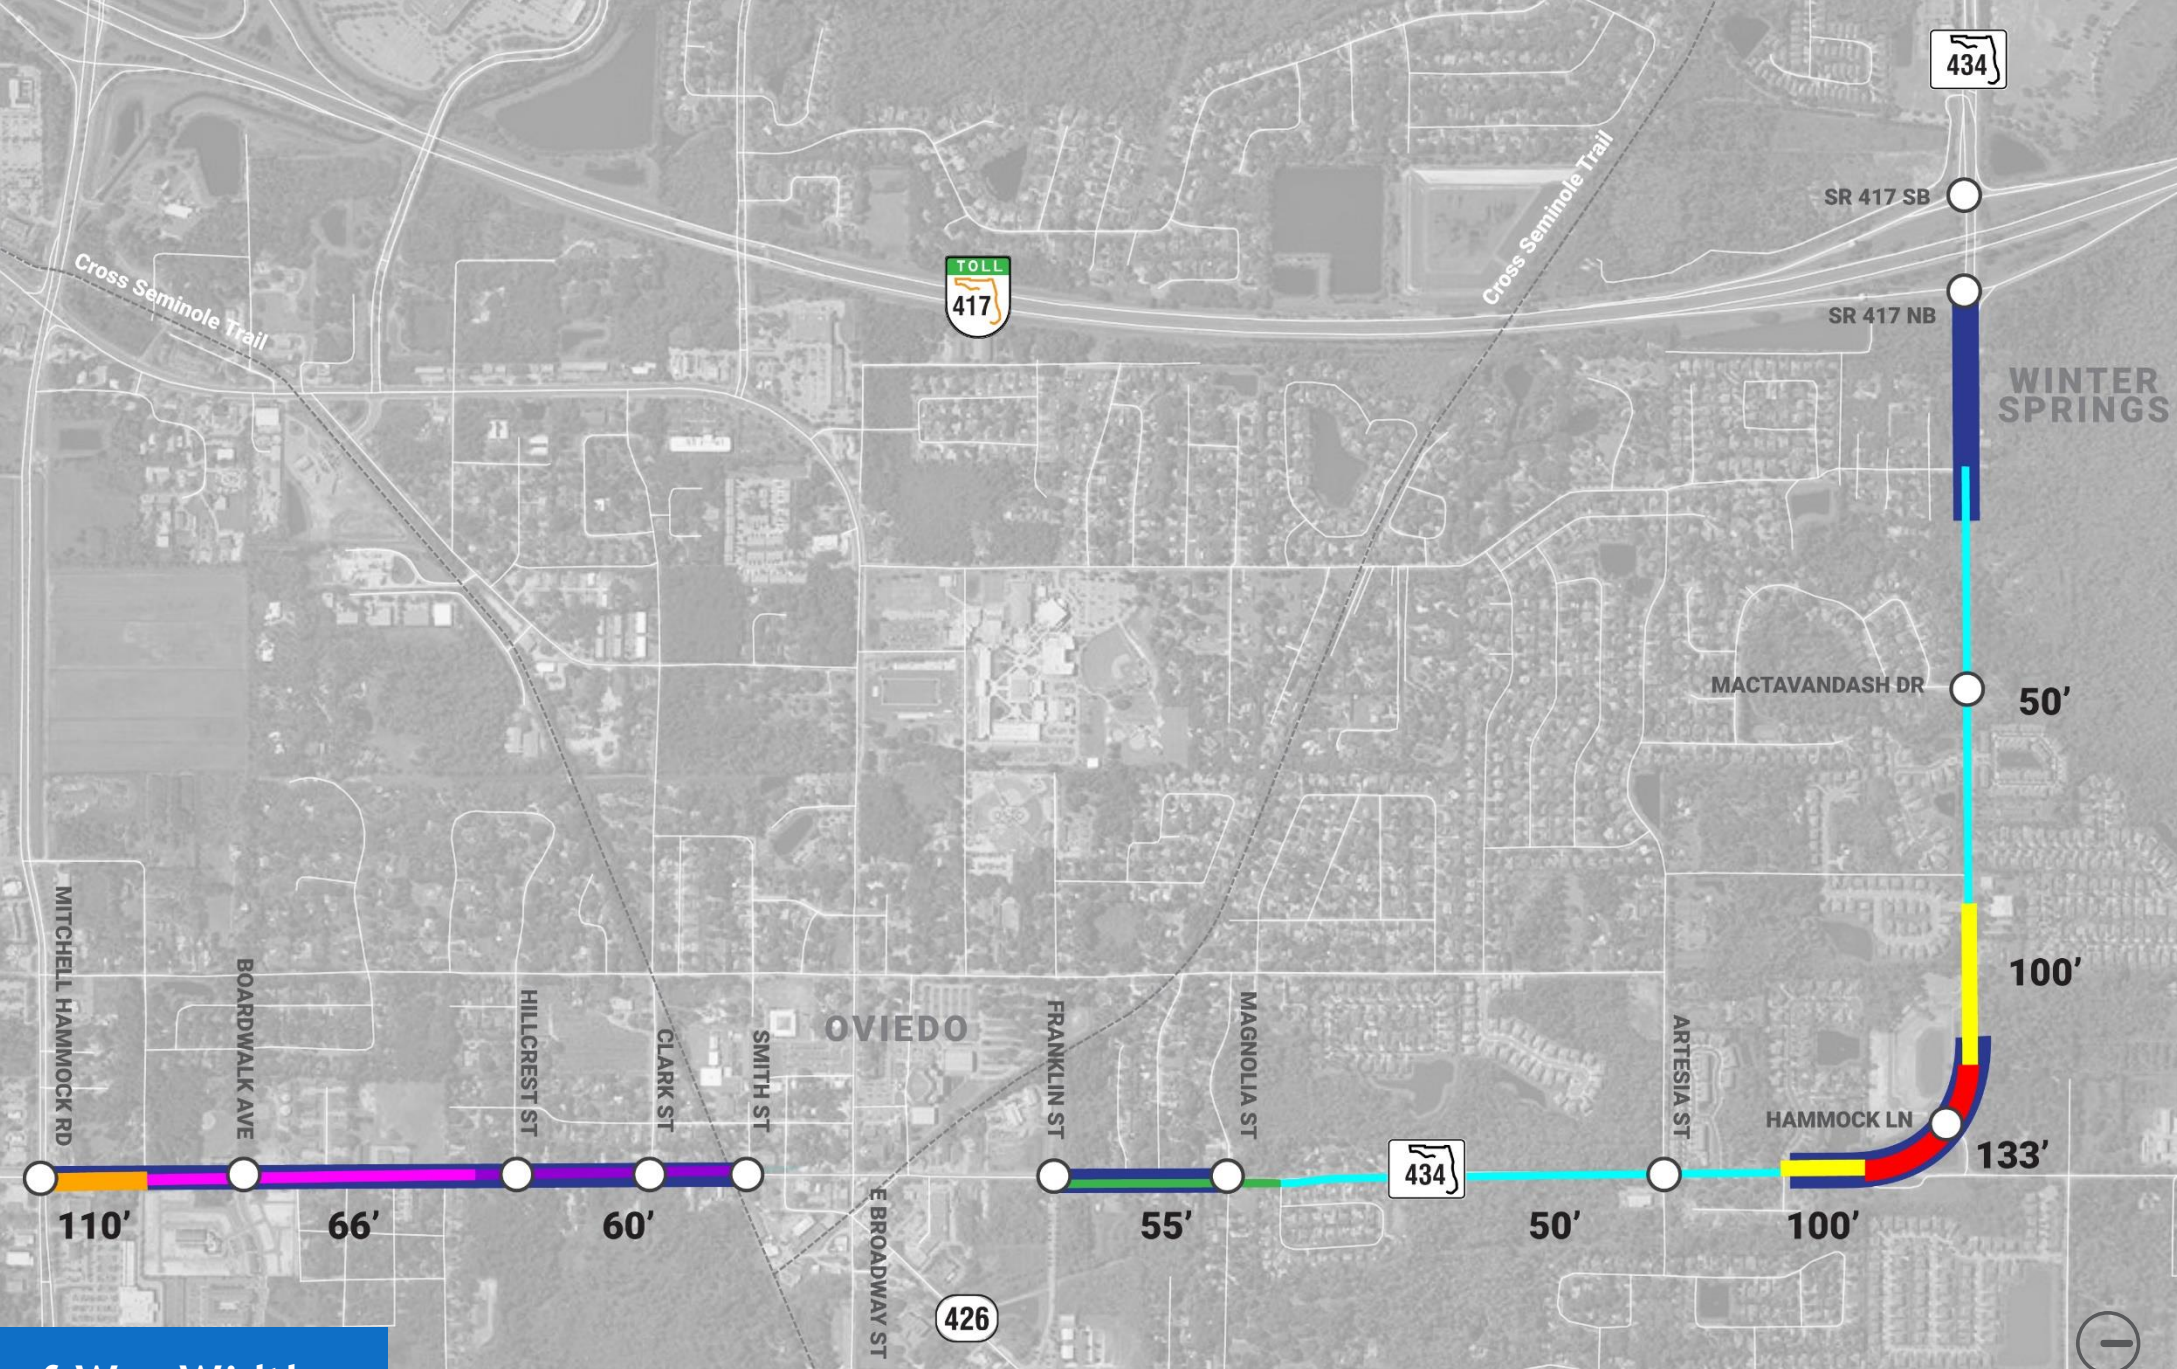 434
SR 417 SB
Cross Seminole Trail
Cross Seminole Trail
TOLL
417
SR 417 NB
WINTER
SPRINGS
MACTAVANDASH DR
50’
100’
MITCHELL HAMMOCK RD
BOARDWALK AVE
HILLCREST ST
CLARK ST
SMITH ST
OVIEDO
FRANKLIN ST
MAGNOLIA ST
ARTESIA ST
HAMMOCK LN
133’
434
110’
66’
60’
E BROADWAY ST
55’
50’
100’
426